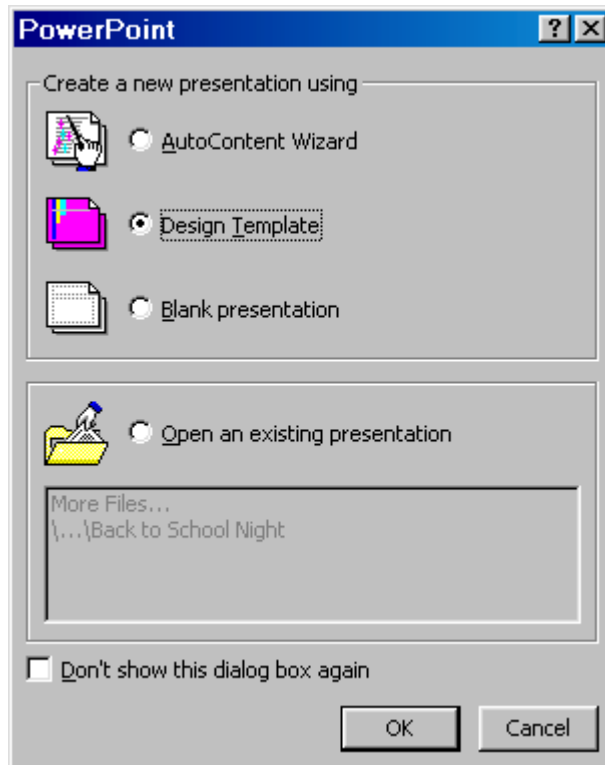 PowerPoint
Create a new presentation using
AutoContent Wizard
Design Template
Blank presentation
Open an existing presentation
More Files...
\...\Back to School Night
Don't show this dialog box again
OK
Cancel